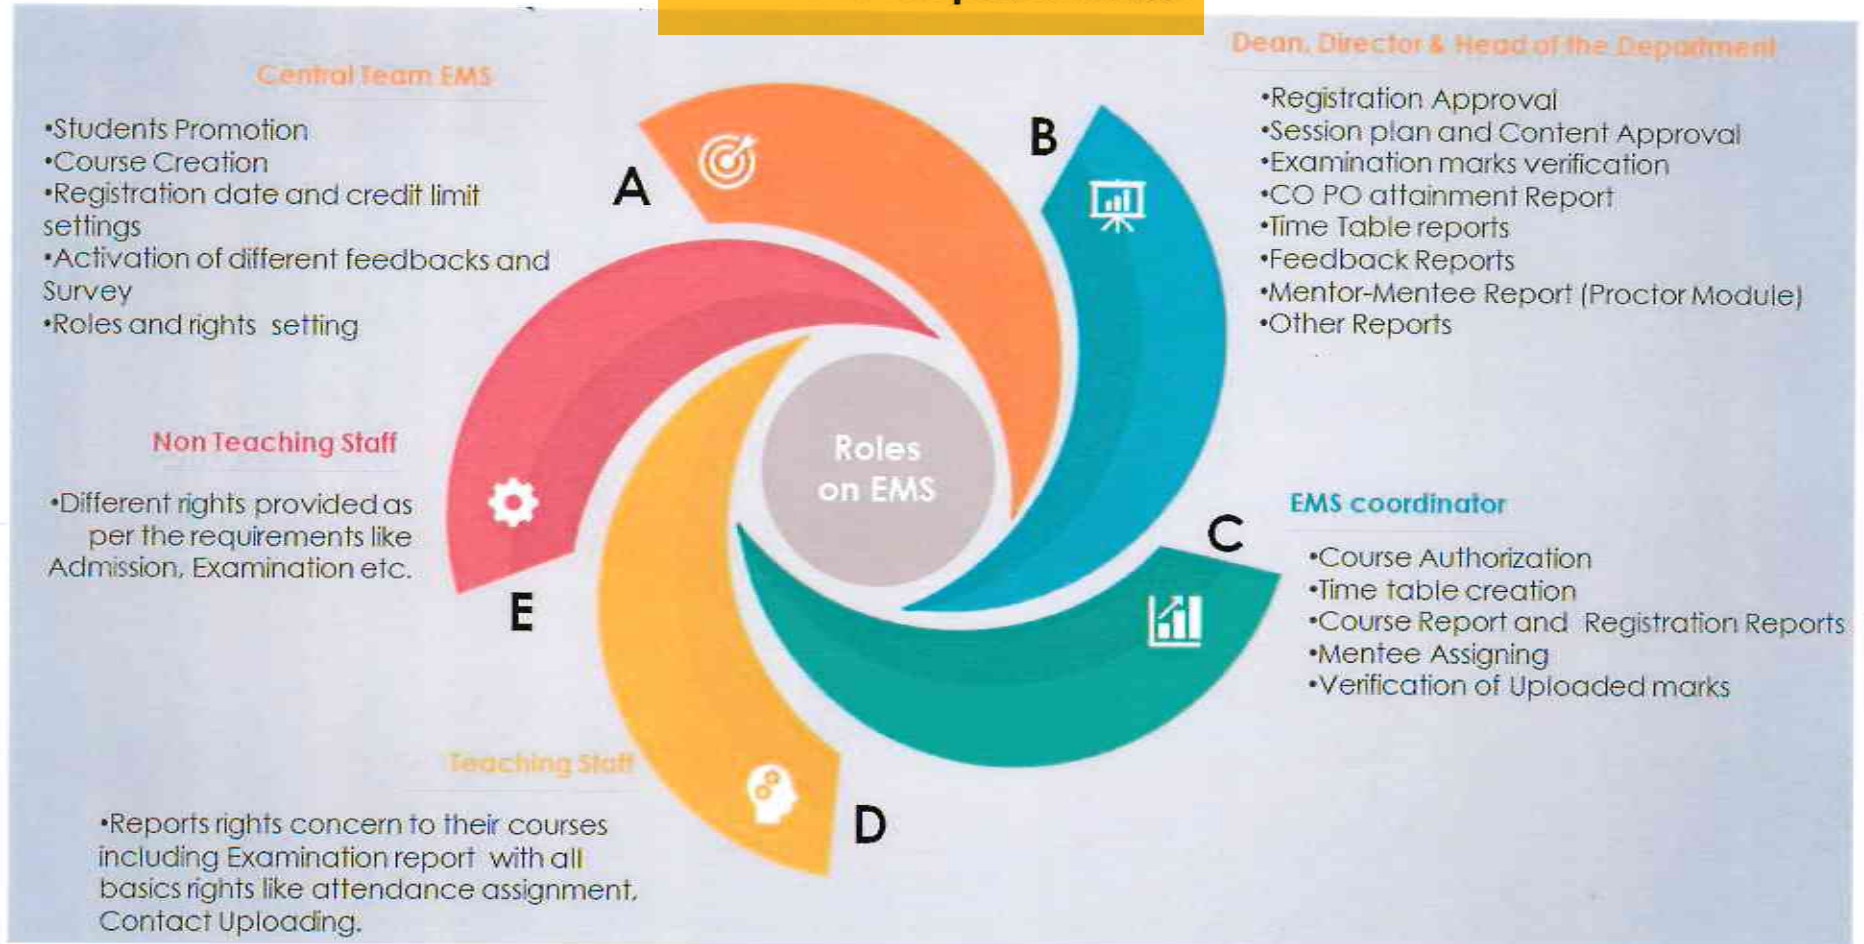 Central Team EMS
•Students Promotion
•Course Creation
•Registration date and credit limit
settings
•Activation of different feedbacks and
Survey
•Roles and rights setting
A
B
Dean, Director & Head of the Department
•Registration Approval
•Session plan and Content Approval
•Examination marks verification
•CO PO attainment Report
•Time Table reports
•Feedback Reports
•Mentor-Mentee Report (Proctor Module)
•Other Reports
Non Teaching Staff
•Different rights provided as
per the requirements like
Admission, Examination etc.
E
Roles
on EMS
C
EMS coordinator
•Course Authorization
•Time table creation
•Course Report and Registration Reports
•Mentee Assigning
•Verification of Uploaded marks
Teaching Staff
•Reports rights concern to their courses
including Examination report with all
basics rights like attendance assignment,
Contact Uploading.
D